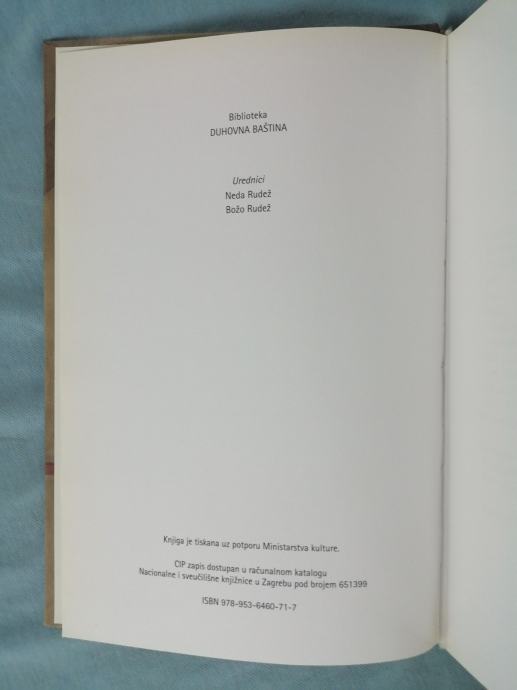 Biblioteka
DUHOVNA BAŠTINA
Urednici
Neda Rudež
Božo Rudež
Knjiga je tiskana uz potporu Ministarstva kulture.
CIP zapis dostupan u računalnom katalogu
Nacionalne i sveučilišne knjižnice u Zagrebu pod brojem 651399
ISBN 978-953-6460-71-7